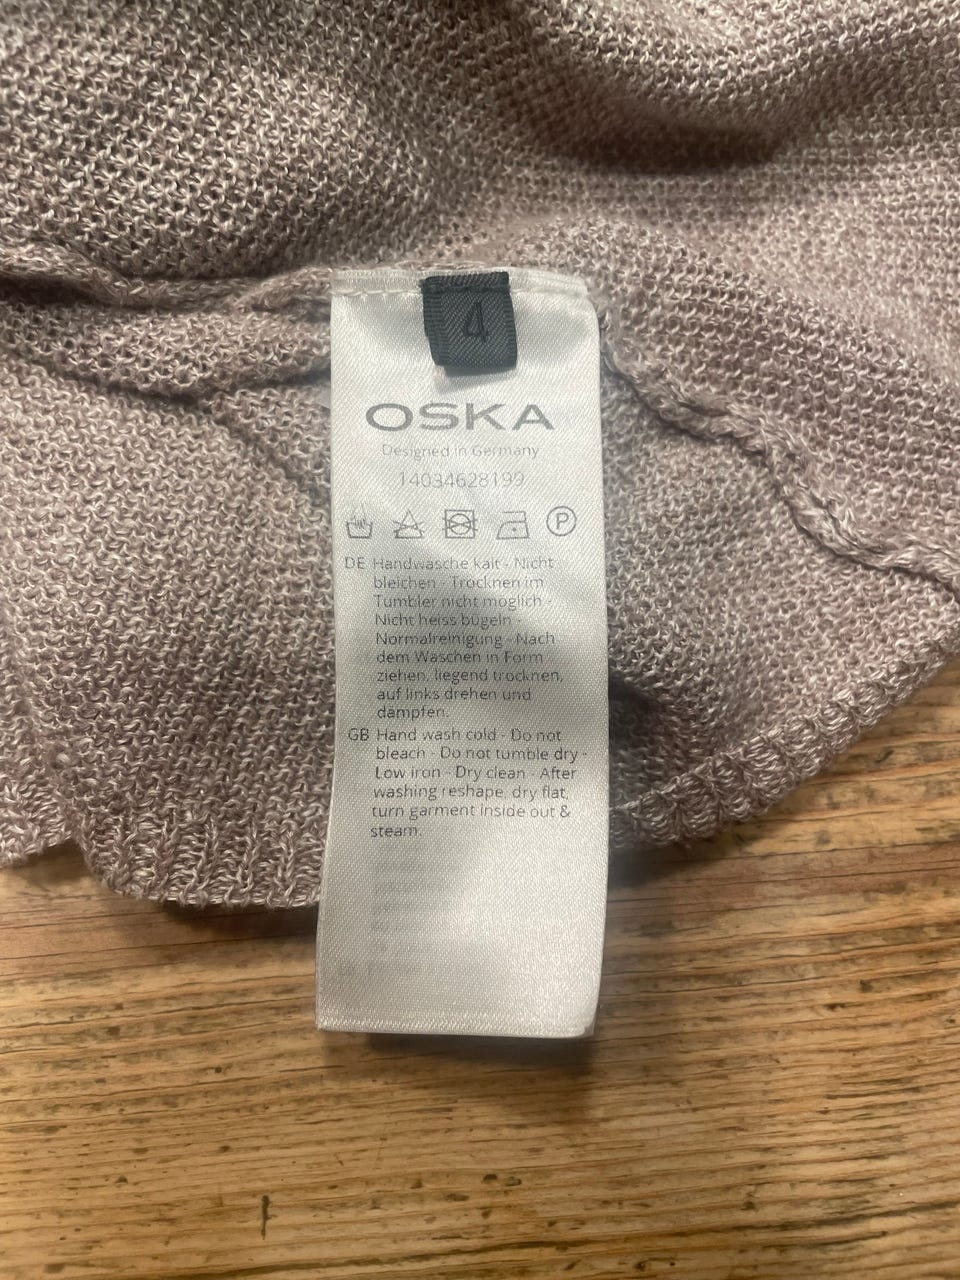 4
OSKA
Designed in Germany
14034628199
P
DE Handwäsche kalt - Nicht
bleichen - Trocknen im
Tumbler nicht möglich -
Nicht heiss bügeln -
Normalreinigung - Nach
dem Waschen in Form
ziehen, liegend trocknen,
auf links drehen und
dämpfen.
GB Hand wash cold - Do not
bleach - Do not tumble dry -
Low iron - Dry clean - After
washing reshape, dry flat,
turn garment inside out &
steam.